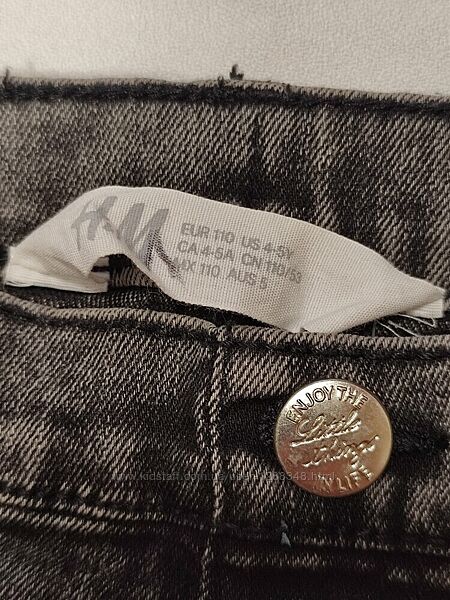 H&M
EUR 110 US 4-5Y
CA 4-5A CN 110/53
MX 110 AUS 5
ENJOY THE
Little
things
IN LIFE